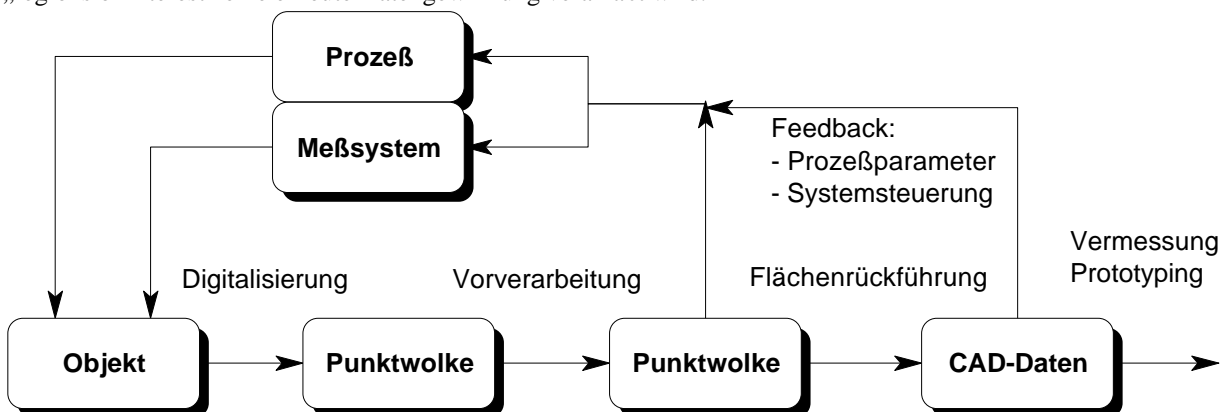 Prozeß
Meßsystem
Feedback:
- Prozeßparameter
- Systemsteuerung
Vermessung
Prototyping
Digitalisierung
Vorverarbeitung
Flächenrückführung
Objekt
Punktwolke
Punktwolke
CAD-Daten